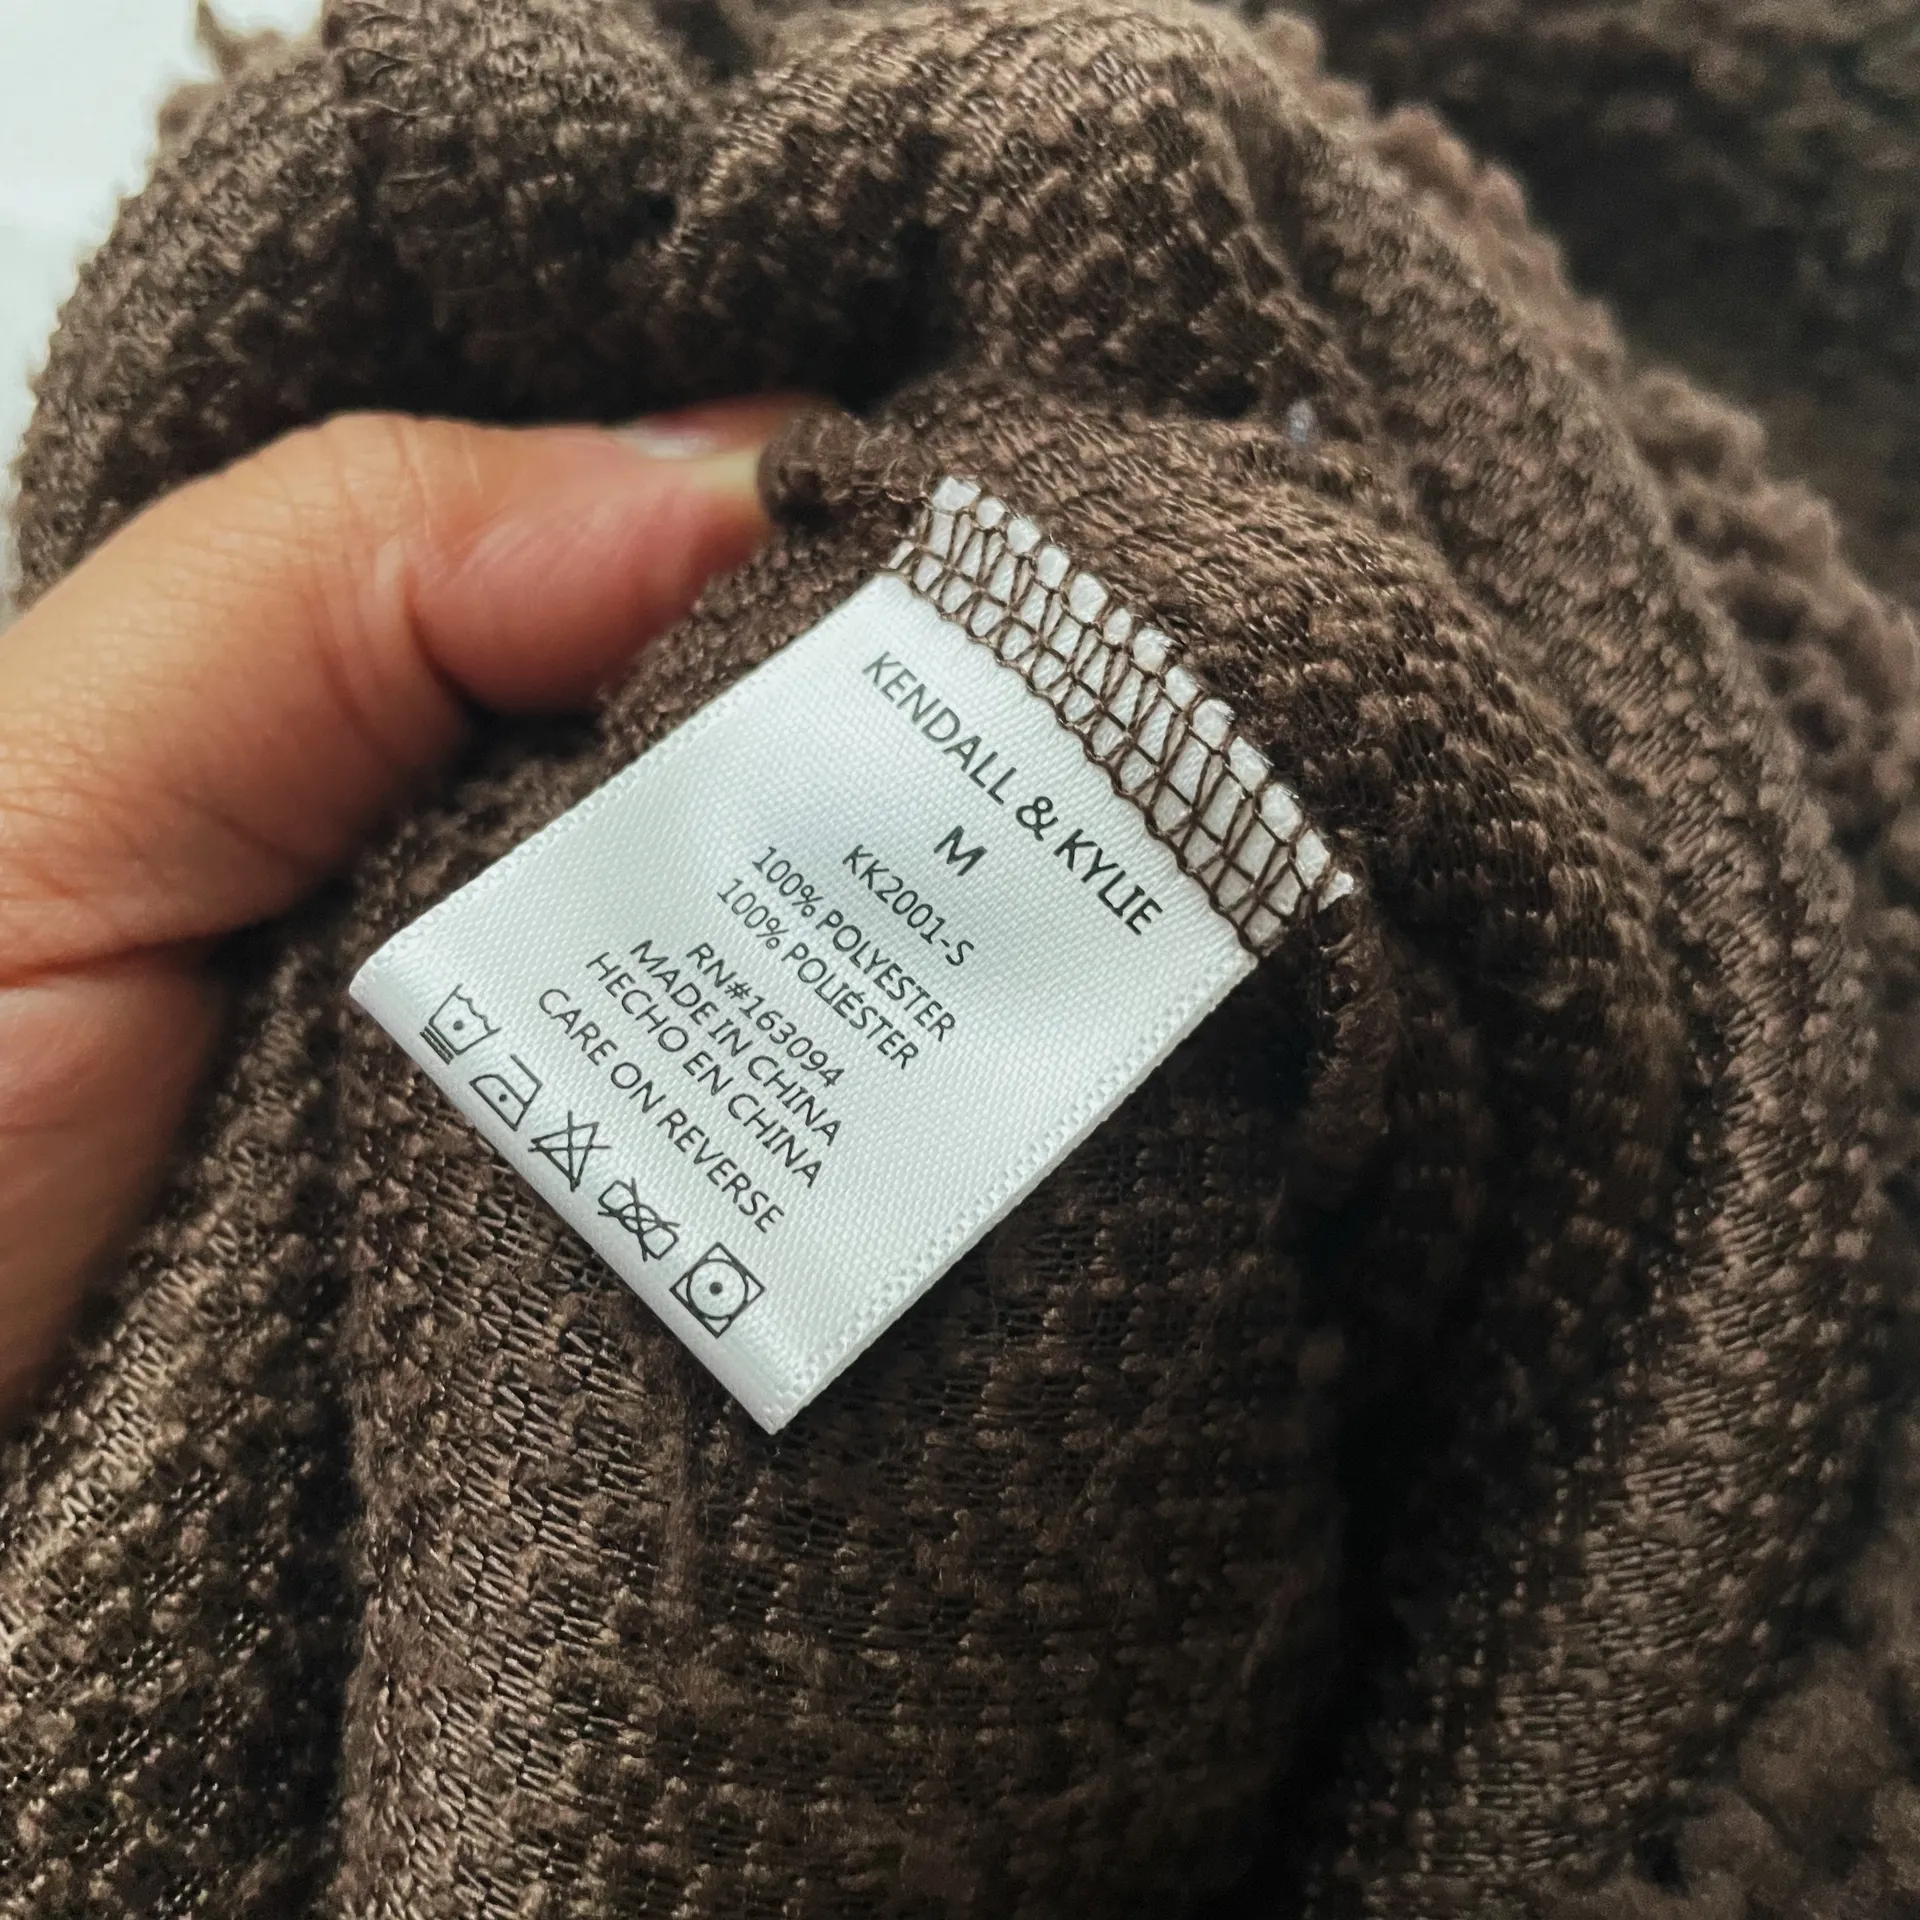 KENDALL & KYLIE
M
KK2001-S
100% POLYESTER
100% POLIÉSTER
RN#163094
MADE IN CHINA
HECHO EN CHINA
CARE ON REVERSE